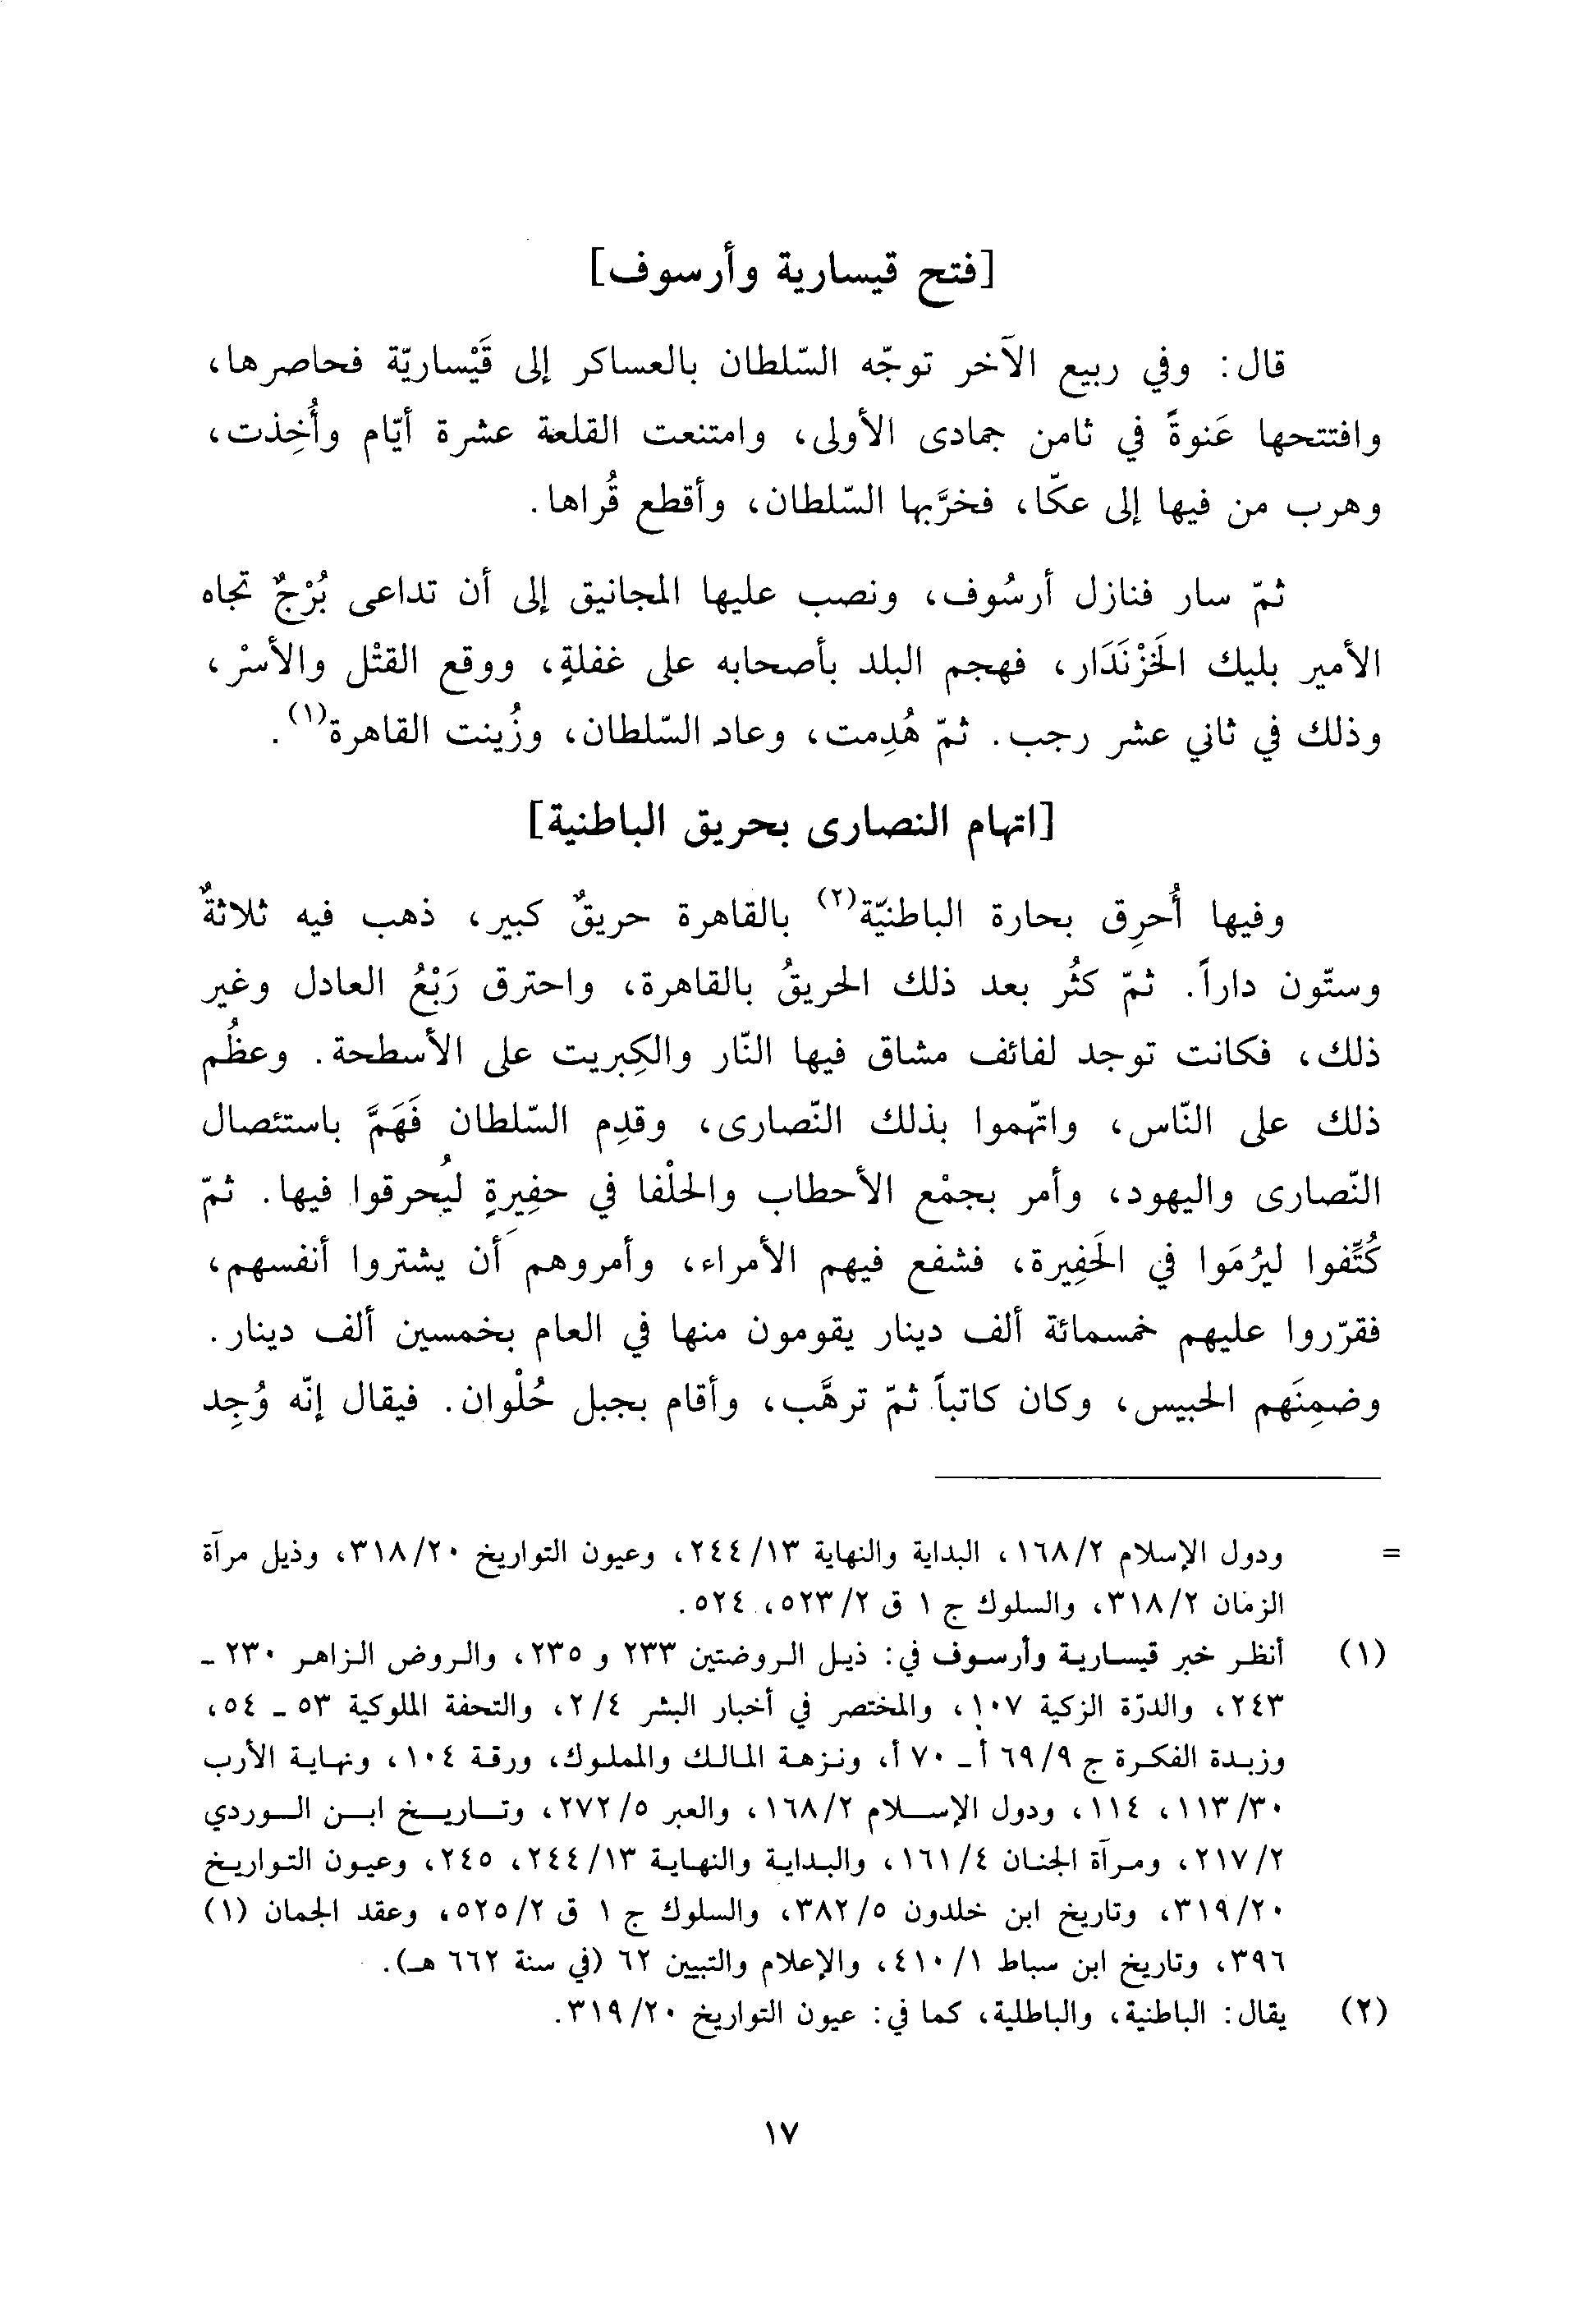 [فتح قيسارية وأرسوف]
قال: وفي ربيع الآخر توجّه السّلطان بالعساكر إلى قَيْساريّة فحاصرها،
وافتتحها عَنوةً في ثامن جمادى الأولى، وامتنعت القلعة عشرة أيّام وأُخِذت،
وهرب من فيها إلى عكّا، فخرَّبها السّلطان، وأقطع قُراها.
ثمّ سار فنازل أرسُوف، ونصب عليها المجانيق إلى أن تداعى بُرْجٌ تجاه
الأمير بليك الخَزْنَدَار، فهجم البلد بأصحابه على غفلةٍ، ووقع القتْل والأسْر،
وذلك في ثاني عشر رجب. ثمّ هُدِمت، وعاد السّلطان، وزُينت القاهرة(١).
[اتهام النصارى بحريق الباطنية]
وفيها أُحرِق بحارة الباطنيّة(٢) بالقاهرة حريقٌ كبير، ذهب فيه ثلاثةٌ
وستّون داراً. ثمّ كثُر بعد ذلك الحريقُ بالقاهرة، واحترق رَبْعُ العادل وغير
ذلك، فكانت توجد لفائف مشاق فيها النّار والكِبريت على الأسطحة. وعظُم
ذلك على النّاس، واتّهموا بذلك النّصارى، وقدِم السّلطان فَهَمَّ باستئصال
النّصارى واليهود، وأمر بجمْع الأحطاب والحلْفا في حفِيرةٍ ليُحرقوا فيها. ثمّ
كُتِّفوا ليُرمَوا في الحَفِيرة، فشفع فيهم الأمراء، وأمروهم أن يشتروا أنفسهم،
فقرّروا عليهم خمسمائة ألف دينار يقومون منها في العام بخمسين ألف دينار.
وضمِنَهم الحبيس، وكان كاتباً ثمّ ترهَّب، وأقام بجبل حُلْوان. فيقال إنّه وُجِد
= ودول الإسلام ١٦٨/٢، البداية والنهاية ٢٤٤/١٣، وعيون التواريخ ٣١٨/٢٠، وذيل مرآة
الزمان ٣١٨/٢، والسلوك ج ١ ق ٥٢٣/٢، ٥٢٤.
(١) أنظر خبر قيسارية وأرسوف في: ذيل الروضتين ٢٣٣ و ٢٣٥، والروض الزاهر ٢٣٠ ـ
٢٤٣، والدرّة الزكية ١٠٧، والمختصر في أخبار البشر ٢/٤، والتحفة الملوكية ٥٣ ـ ٥٤،
وزبدة الفكرة ج ٦٩/٩ أ ـ ٧٠ أ، ونزهة المالك والمملوك، ورقة ١٠٤، ونهاية الأرب
١١٣/٣٠، ١١٤، ودول الإسلام ١٦٨/٢، والعبر ٢٧٢/٥، وتاريخ ابن الوردي
٢١٧/٢، ومرآة الجنان ١٦١/٤، والبداية والنهاية ٢٤٤/١٣، ٢٤٥، وعيون التواريخ
٣١٩/٢٠، وتاريخ ابن خلدون ٣٨٢/٥، والسلوك ج ١ ق ٥٢٥/٢، وعقد الجمان (١)
٣٩٦، وتاريخ ابن سباط ٤١٠/١، والإعلام والتبيين ٦٢ (في سنة ٦٦٢ هـ).
(٢) يقال: الباطنية، والباطلية، كما في: عيون التواريخ ٣١٩/٢٠.
١٧